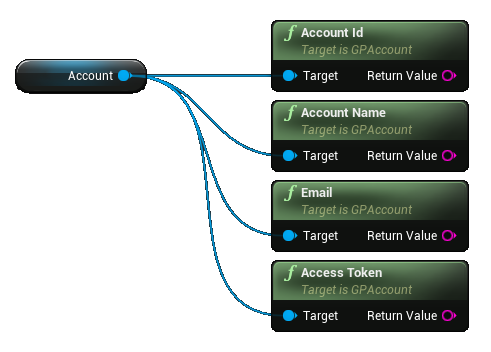 Account
f Account Id
Target is GPAccount
Target Return Value
f Account Name
Target is GPAccount
Target Return Value
f Email
Target is GPAccount
Target Return Value
f Access Token
Target is GPAccount
Target Return Value